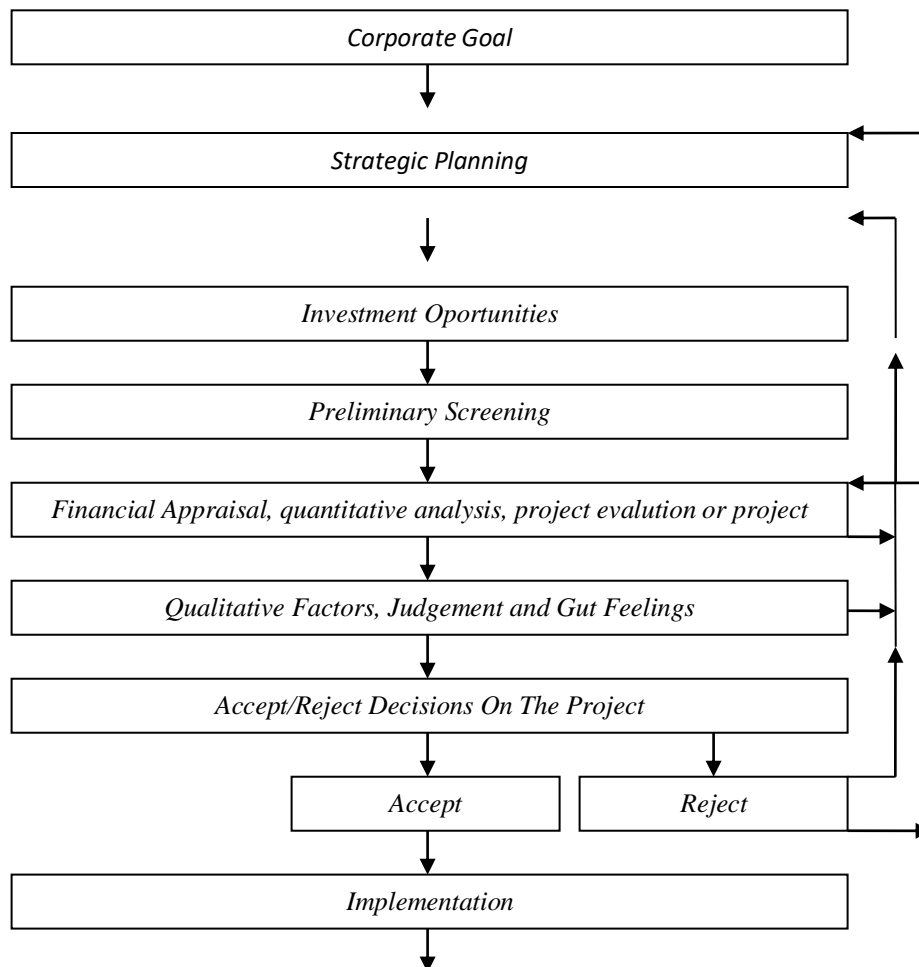 Corporate Goal
Strategic Planning
Investment Oportunities
Preliminary Screening
Financial Appraisal, quantitative analysis, project evalution or project
Qualitative Factors, Judgement and Gut Feelings
Accept/Reject Decisions On The Project
Accept
Reject
Implementation